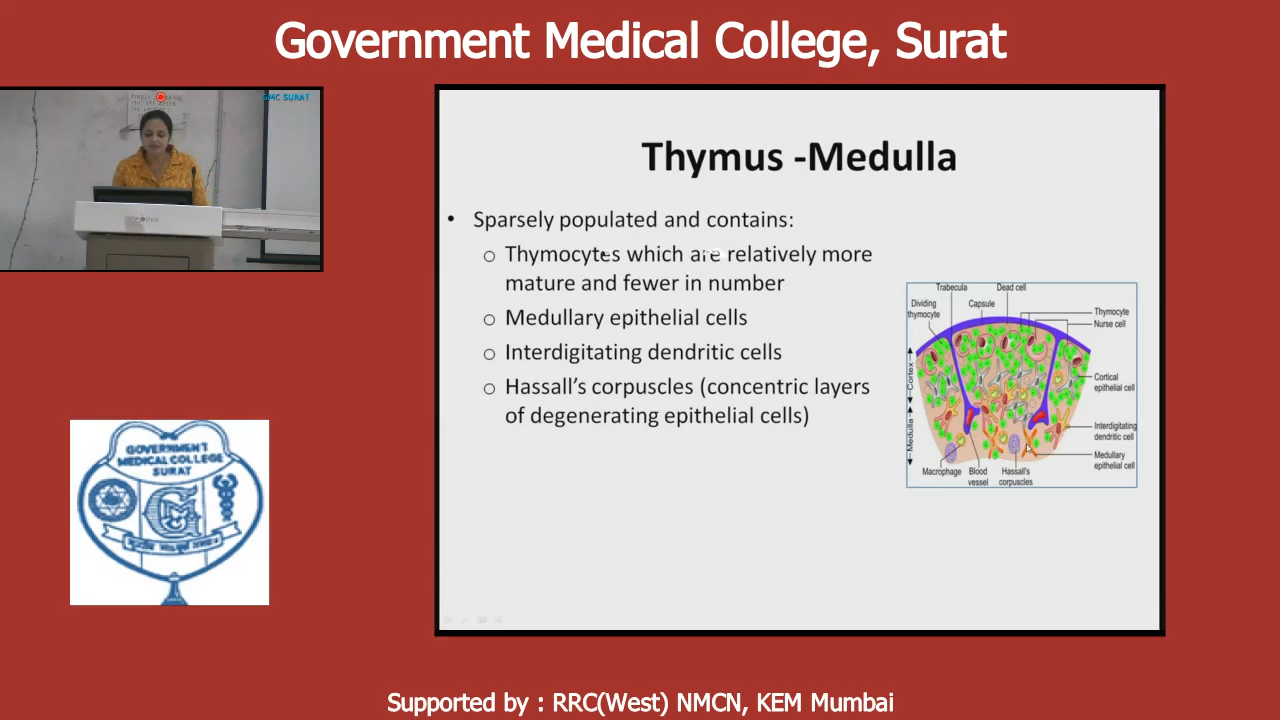 Government Medical College, Surat
GMC SURAT
Thymus -Medulla
• Sparsely populated and contains:
o Thymocytes which are relatively more
mature and fewer in number
o Medullary epithelial cells
o Interdigitating dendritic cells
o Hassall's corpuscles (concentric layers
of degenerating epithelial cells)
Trabecula
Dead cell
Dividing
thymocyte
Capsule
Thymocyte
Nurse cell
Cortex
Cortical
epithelial cell
Medulla
Interdigitating
dendritic cell
Medullary
epithelial cell
Macrophage
Blood
vessel
Hassall's
corpuscles
GOVERNMENT
MEDICAL COLLEGE
SURAT
Supported by : RRC(West) NMCN, KEM Mumbai